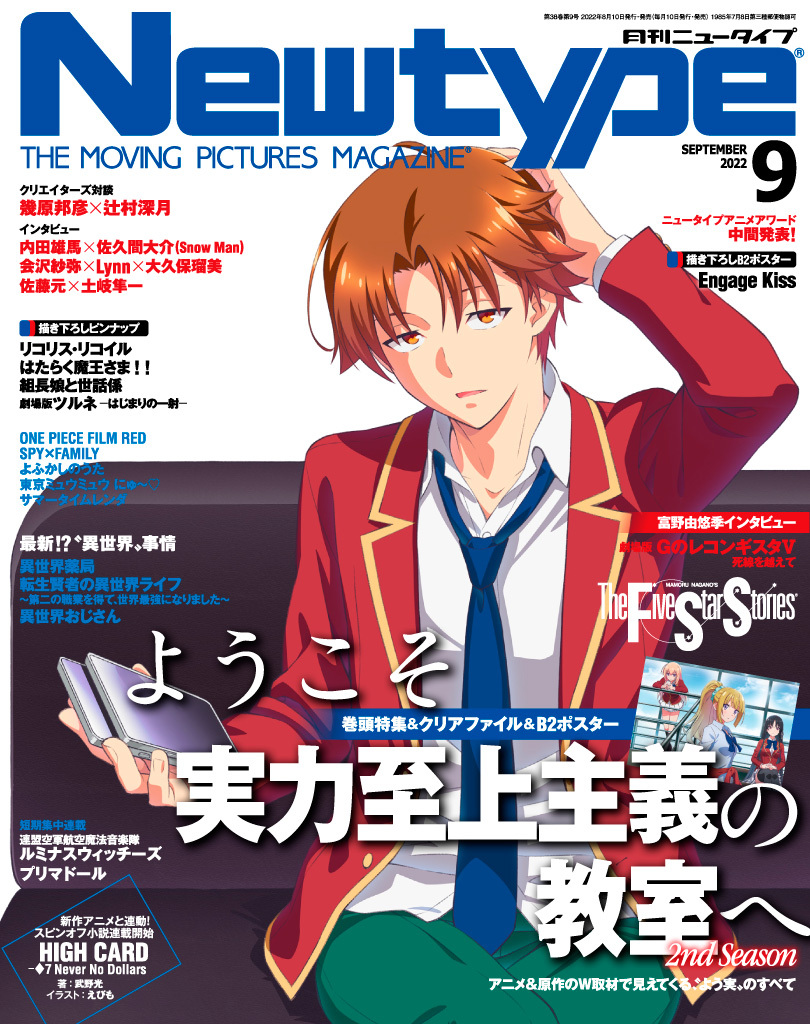 第38巻第9号 2022年8月10日発行・発売(毎月10日発行・発売) 1985年7月8日第三種郵便物認可
月刊ニュータイプ
Newtype®
THE MOVING PICTURES MAGAZINE®
SEPTEMBER
2022
9
クリエイターズ対談
幾原邦彦×辻村深月
インタビュー
内田雄馬×佐久間大介(Snow Man)
会沢紗弥×Lynn×大久保瑠美
佐藤元×土岐隼一
ニュータイプアニメアワード
中間発表!
描き下ろしB2ポスター
Engage Kiss
描き下ろしピンナップ
リコリス・リコイル
はたらく魔王さま!!
組長娘と世話係
劇場版ツルネ ―はじまりの一射―
ONE PIECE FILM RED
SPY×FAMILY
よふかしのうた
東京ミュウミュウ にゅ～♡
サマータイムレンダ
最新!?〝異世界〟事情
異世界薬局
転生賢者の異世界ライフ
～第二の職業を得て、世界最強になりました～
異世界おじさん
富野由悠季インタビュー
劇場版 GのレコンギスタⅤ
死線を越えて
MAMORU NAGANO'S
The Five Star Stories®
ようこそ
巻頭特集&クリアファイル&B2ポスター
実力至上主義の
教室へ
2nd Season
アニメ&原作のW取材で見えてくる、〝よう実〟のすべて
短期集中連載
連盟空軍航空魔法音楽隊
ルミナスウィッチーズ
プリマドール
新作アニメと連動!
スピンオフ小説連載開始
HIGH CARD
-♦7 Never No Dollars
著：武野光
イラスト：えびも